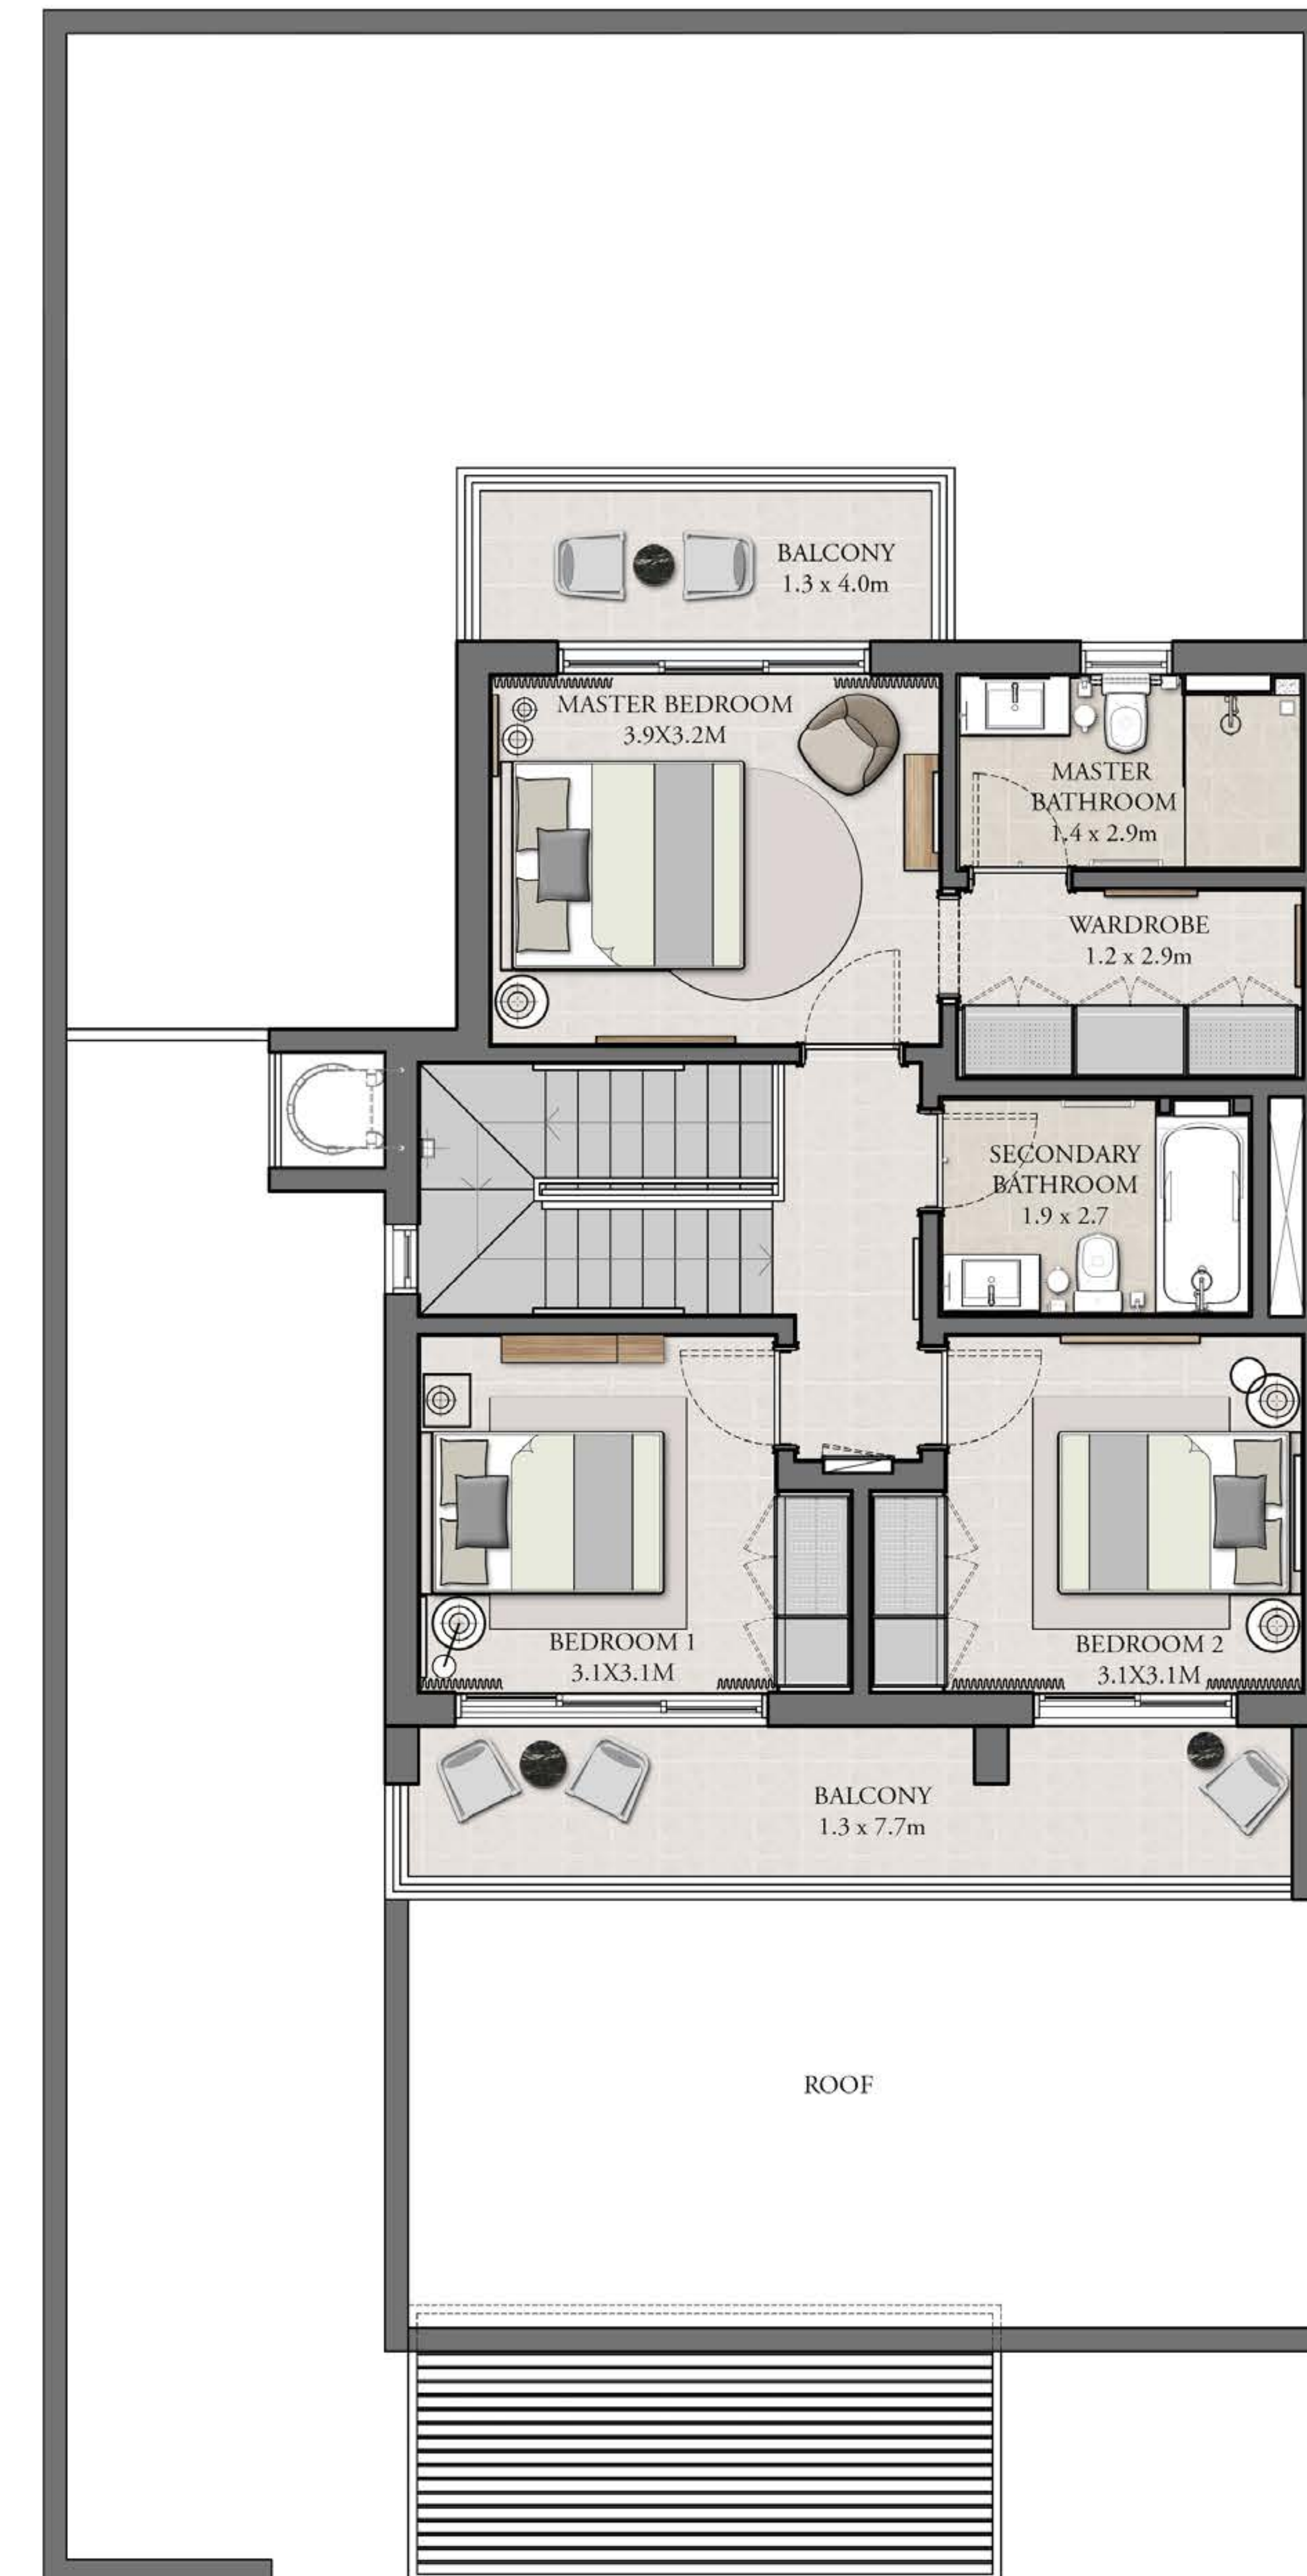 BALCONY
1.3 x 4.0m
MASTER BEDROOM
3.9X3.2M
MASTER
BATHROOM
1.4 x 2.9m
WARDROBE
1.2 x 2.9m
SECONDARY
BATHROOM
1.9 x 2.7
BEDROOM 1
3.1X3.1M
BEDROOM 2
3.1X3.1M
BALCONY
1.3 x 7.7m
ROOF